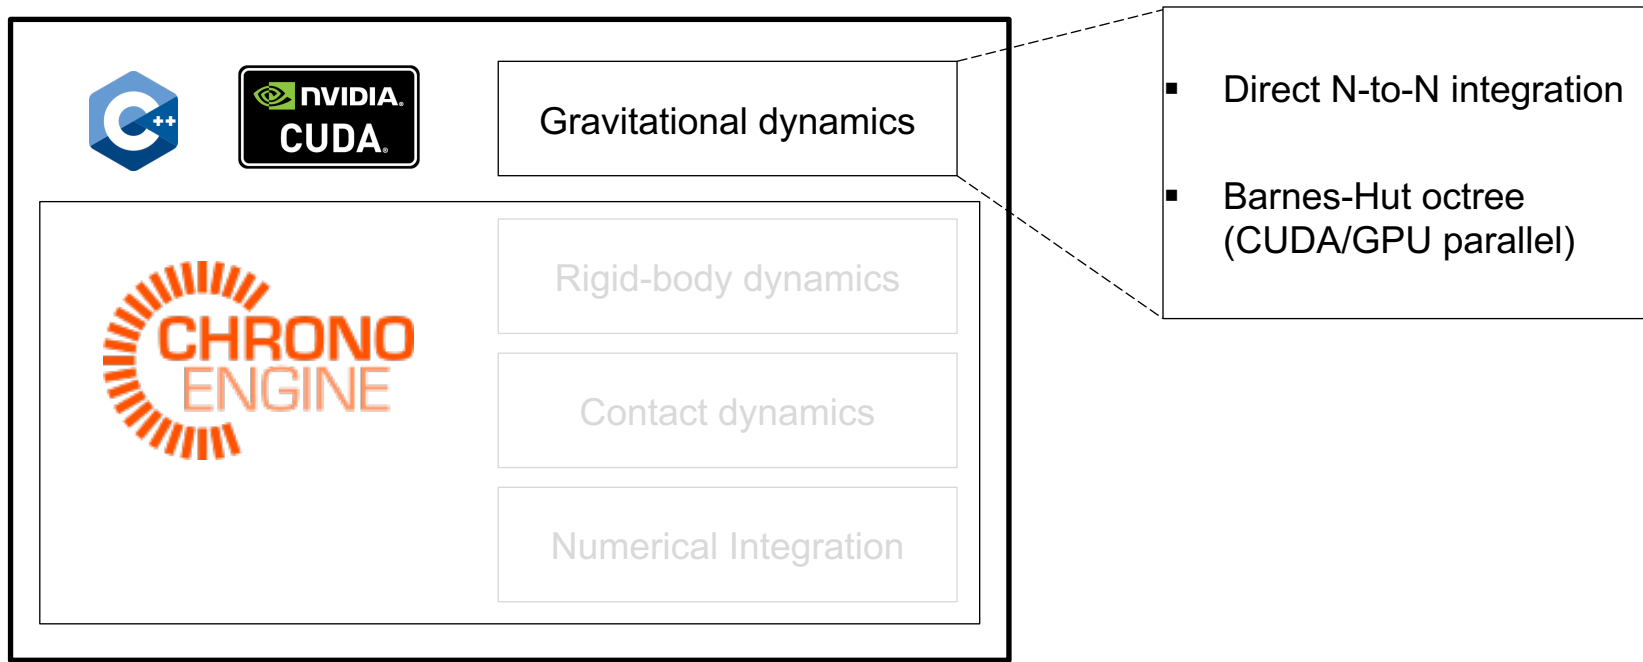 C++
NVIDIA.
CUDA.
Gravitational dynamics
Direct N-to-N integration
Barnes-Hut octree
(CUDA/GPU parallel)
CHRONO
ENGINE
Rigid-body dynamics
Contact dynamics
Numerical Integration